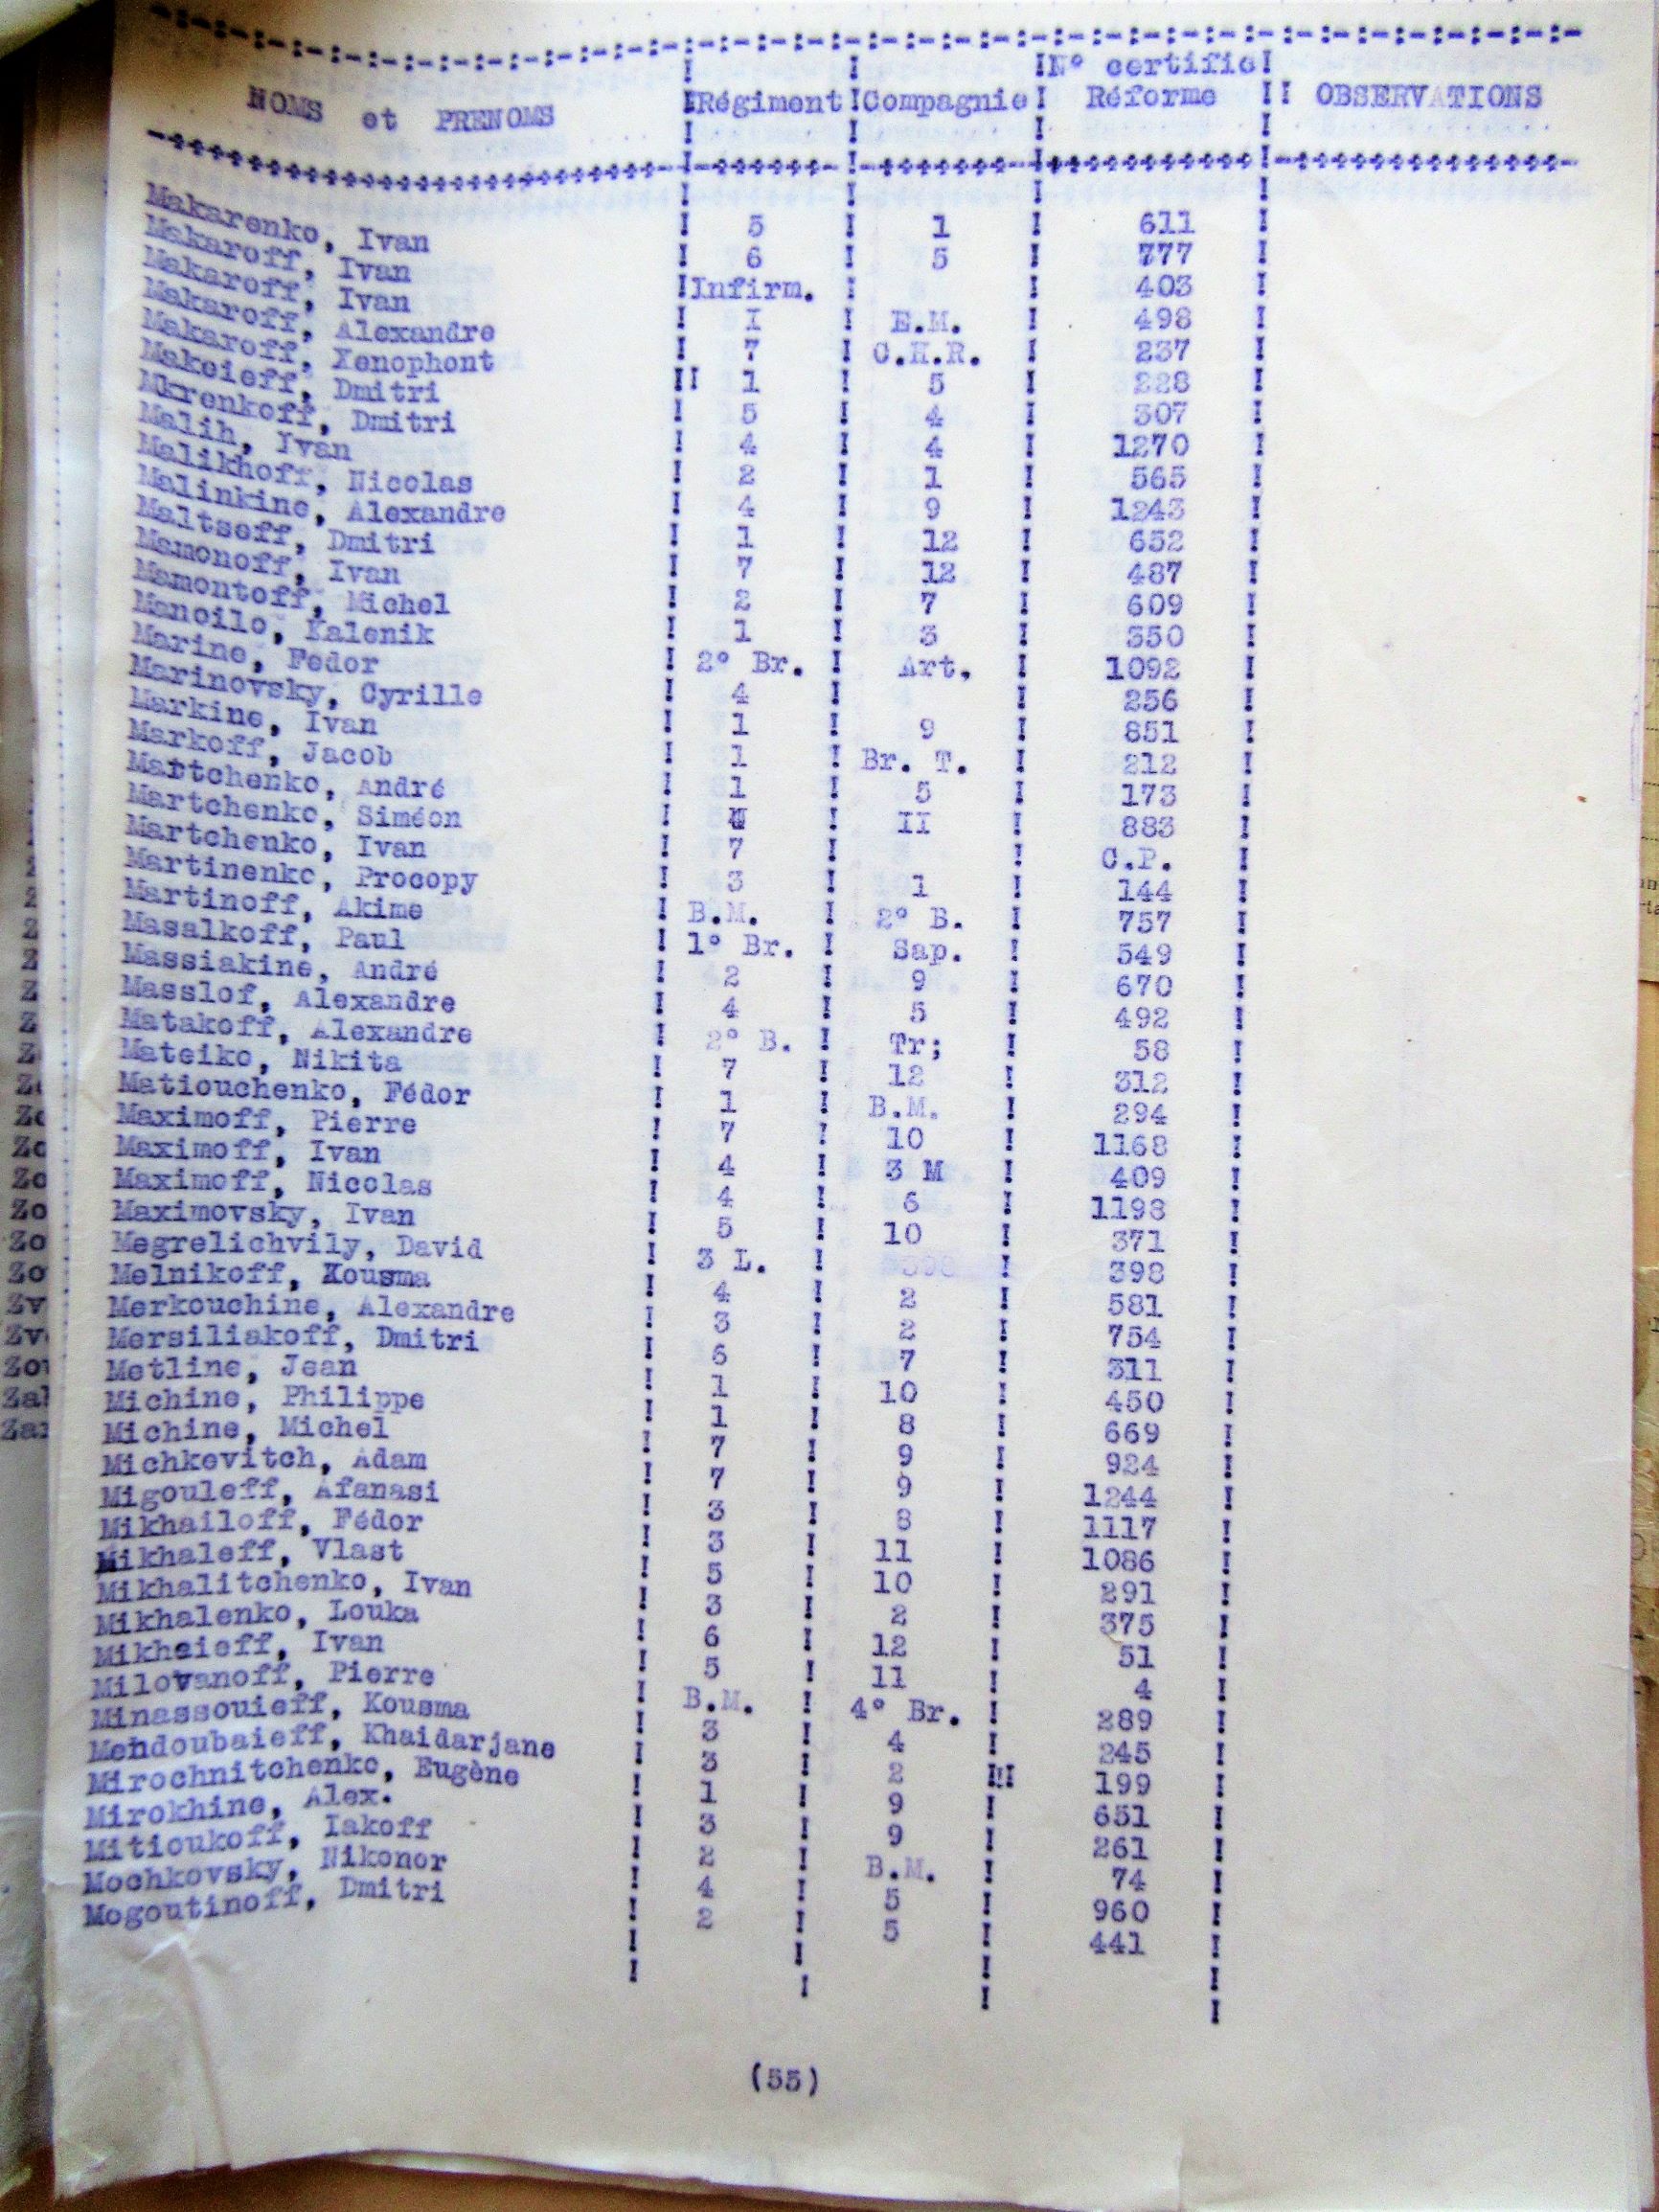 N° certific
NOMS et PRENOMS ! Régiment ! Compagnie ! Réforme !! OBSERVATIONS
Makarenko, Ivan ! 5 ! 1 ! 611 !
Makaroff, Ivan ! 6 ! 5 ! 777 !
Makaroff, Ivan ! Infirm. ! ! 403 !
Makaroff, Alexandre ! I ! E.M. ! 498 !
Makaroff, Xenophont ! 7 ! C.H.R. ! 237 !
Makeieff, Dmitri !! 1 ! 5 ! 228 !
Mkrenkoff, Dmitri ! 5 ! 4 ! 307 !
Malih, Ivan ! 4 ! 4 ! 1270 !
Malikhoff, Nicolas ! 2 ! 1 ! 565 !
Malinkine, Alexandre ! 4 ! 9 ! 1243 !
Maltseff, Dmitri ! 1 ! 12 ! 652 !
Mamonoff, Ivan ! 7 ! 12 ! 487 !
Mamontoff, Michel ! 2 ! 7 ! 609 !
Manoilo, Kalenik ! 1 ! 3 ! 350 !
Marine, Fedor ! 2° Br. ! Art, ! 1092 !
Marinovsky, Cyrille ! 4 ! 256 !
Markine, Ivan ! 1 ! 9 ! 851 !
Markoff, Jacob ! 1 ! Br. T. ! 212 !
Martchenko, André ! 1 ! 5 ! 173 !
Martchenko, Siméon ! 4 ! II ! 883 !
Martchenko, Ivan ! 7 ! ! C.P. !
Martinenko, Procopy ! 3 ! 1 ! 144 !
Martinoff, Akime ! B.M. ! 2° B. ! 757 !
Masalkoff, Paul ! 1° Br. ! Sap. ! 549 !
Massiakine, André ! 2 ! 9 ! 670 !
Masslof, Alexandre ! 4 ! 5 ! 492 !
Matakoff, Alexandre ! 2° B. ! Tr; ! 58 !
Mateiko, Nikita ! 7 ! 12 ! 312 !
Matiouchenko, Fédor ! 1 ! B.M. ! 294 !
Maximoff, Pierre ! 7 ! 10 ! 1168 !
Maximoff, Ivan ! 4 ! 3 M ! 409 !
Maximoff, Nicolas ! 4 ! 6 ! 1198 !
Maximovsky, Ivan ! 5 ! 10 ! 371 !
Megrelichvily, David ! 3 L. ! ! 398 !
Melnikoff, Kousma ! 4 ! 2 ! 581 !
Merkouchine, Alexandre ! 3 ! 2 ! 754 !
Mersiliakoff, Dmitri ! 6 ! 7 ! 311 !
Metline, Jean ! 1 ! 10 ! 450 !
Michine, Philippe ! 1 ! 8 ! 669 !
Michine, Michel ! 7 ! 9 ! 924 !
Michkevitch, Adam ! 7 ! 9 ! 1244 !
Migouleff, Afanasi ! 3 ! 8 ! 1117 !
Mikhailoff, Fédor ! 3 ! 11 ! 1086 !
Mikhaleff, Vlast ! 5 ! 10 ! 291 !
Mikhalitchenko, Ivan ! 3 ! 2 ! 375 !
Mikhalenko, Louka ! 6 ! 12 ! 51 !
Mikheieff, Ivan ! 5 ! 11 ! 4 !
Milovanoff, Pierre ! B.M. ! 4° Br. ! 289 !
Minassouieff, Kousma ! 3 ! 4 ! 245 !
Mendoubaieff, Khaidarjane ! 3 ! 2 !!! 199 !
Mirochnitchenko, Eugène ! 1 ! 9 ! 651 !
Mirokhine, Alex. ! 3 ! 9 ! 261 !
Mitioukoff, Iakoff ! 2 ! B.M. ! 74 !
Mochkovsky, Nikonor ! 4 ! 5 ! 960 !
Mogoutinoff, Dmitri ! 2 ! 5 ! 441 !
(55)